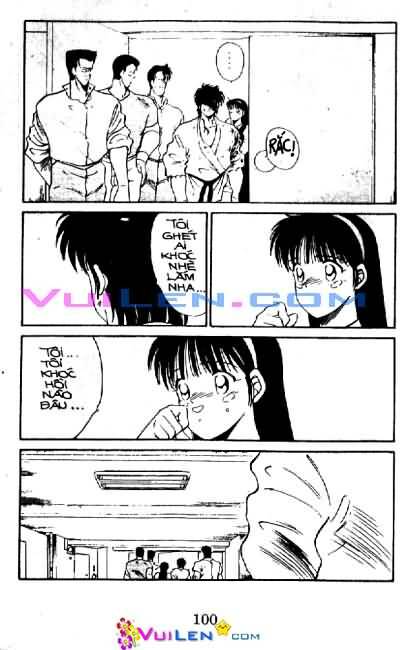 ...
RẮC!
TÔI
GHÉT
AI
KHÓC
NHÈ
LẮM
NHA...
VuiLen.com
TÔI...
TÔI
KHÓC
HỒI
NÀO
ĐÂU...
100
VuiLen.com